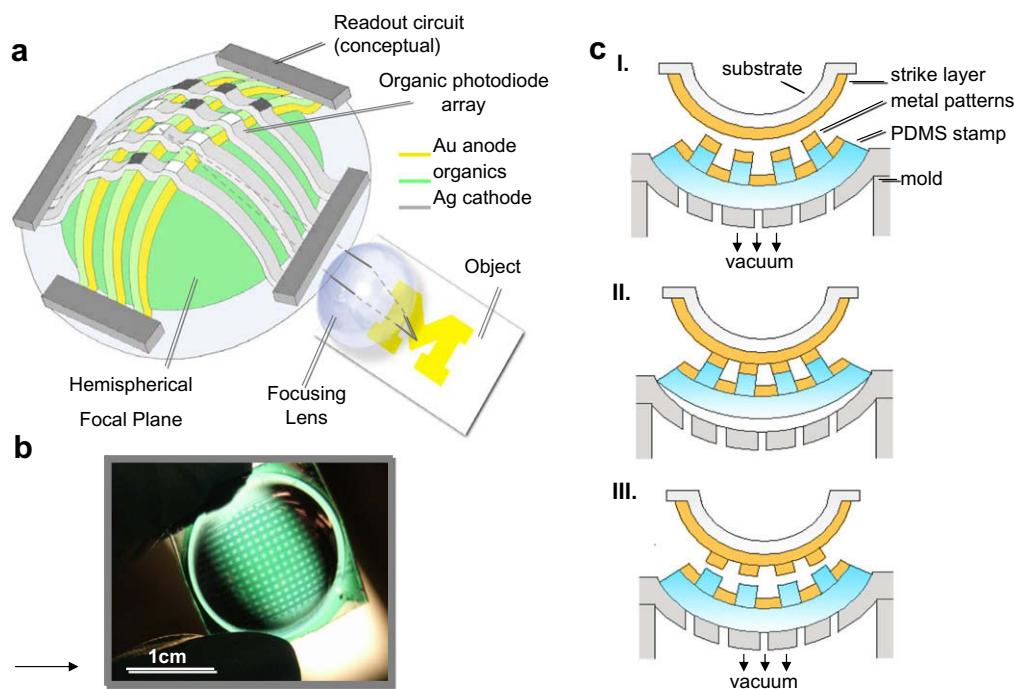 a
Readout circuit
(conceptual)
Organic photodiode
array
Au anode
organics
Ag cathode
Object
M
Hemispherical
Focal Plane
Focusing
Lens
b
1cm
c
I.
substrate
strike layer
metal patterns
PDMS stamp
mold
vacuum
II.
III.
vacuum